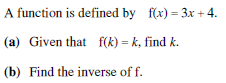 A function is defined by f(x) = 3x + 4.
(a) Given that f(k) = k, find k.
(b) Find the inverse of f.